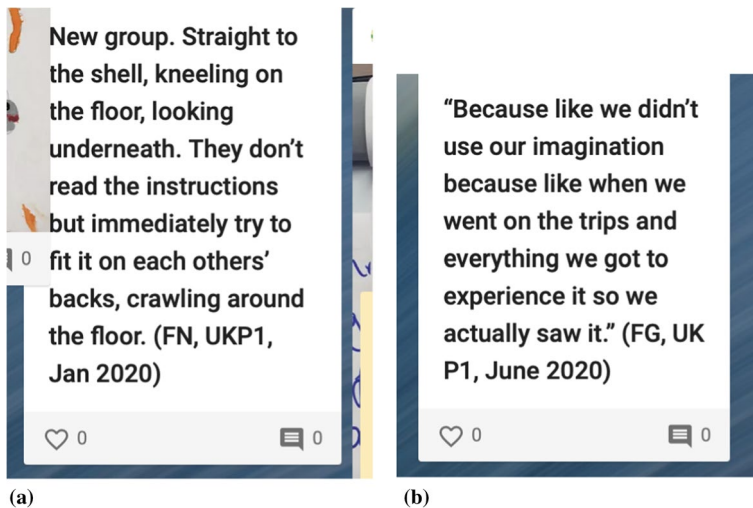 New group. Straight to
the shell, kneeling on
the floor, looking
underneath. They don’t
read the instructions
but immediately try to
fit it on each others’
backs, crawling around
the floor. (FN, UKP1,
Jan 2020)
0
0
0
(a)
“Because like we didn’t
use our imagination
because like when we
went on the trips and
everything we got to
experience it so we
actually saw it.” (FG, UK
P1, June 2020)
0
0
(b)